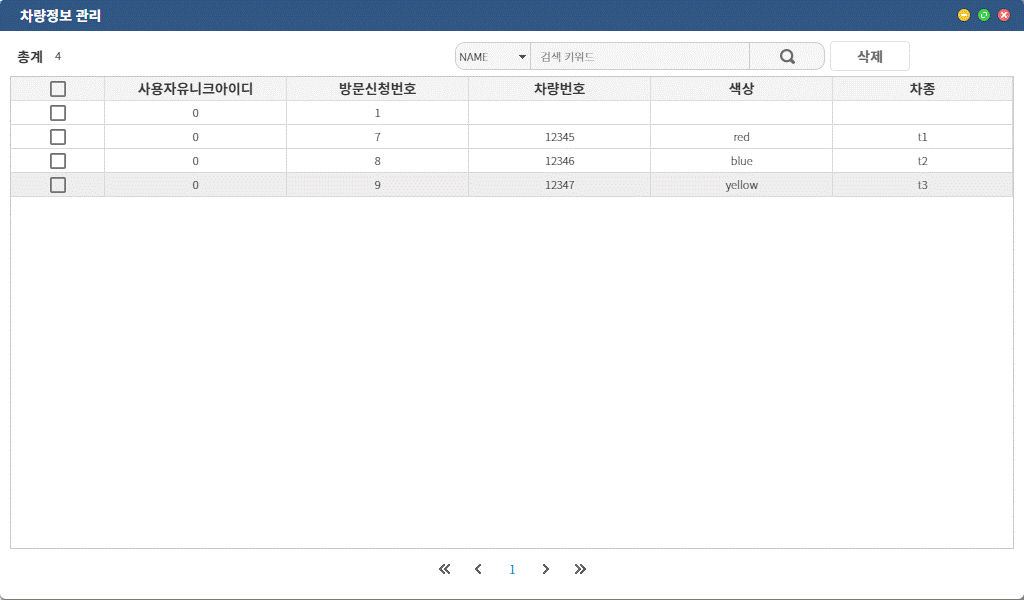 차량정보 관리
총계 4 NAME 검색 키워드 삭제
사용자유니크아이디 방문신청번호 차량번호 색상 차종
0 1
0 7 12345 red t1
0 8 12346 blue t2
0 9 12347 yellow t3
1